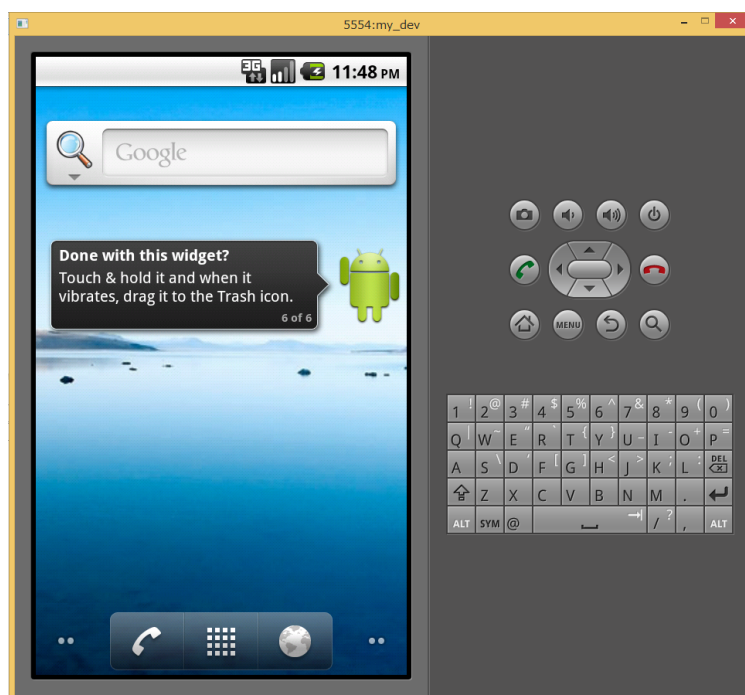 5554:my_dev
3G
11:48 PM
Google
Done with this widget?
Touch & hold it and when it
vibrates, drag it to the Trash icon.
6 of 6
MENU
1 ! 2 @ 3 # 4 $ 5 % 6 ^ 7 & 8 * 9 ( 0 )
Q | W ~ E “ R ` T { Y } U _ I - O + P =
A S \ D ‘ F [ G ] H < J > K ; L : DEL
Z X C V B N M .
ALT SYM @ / ? , ALT